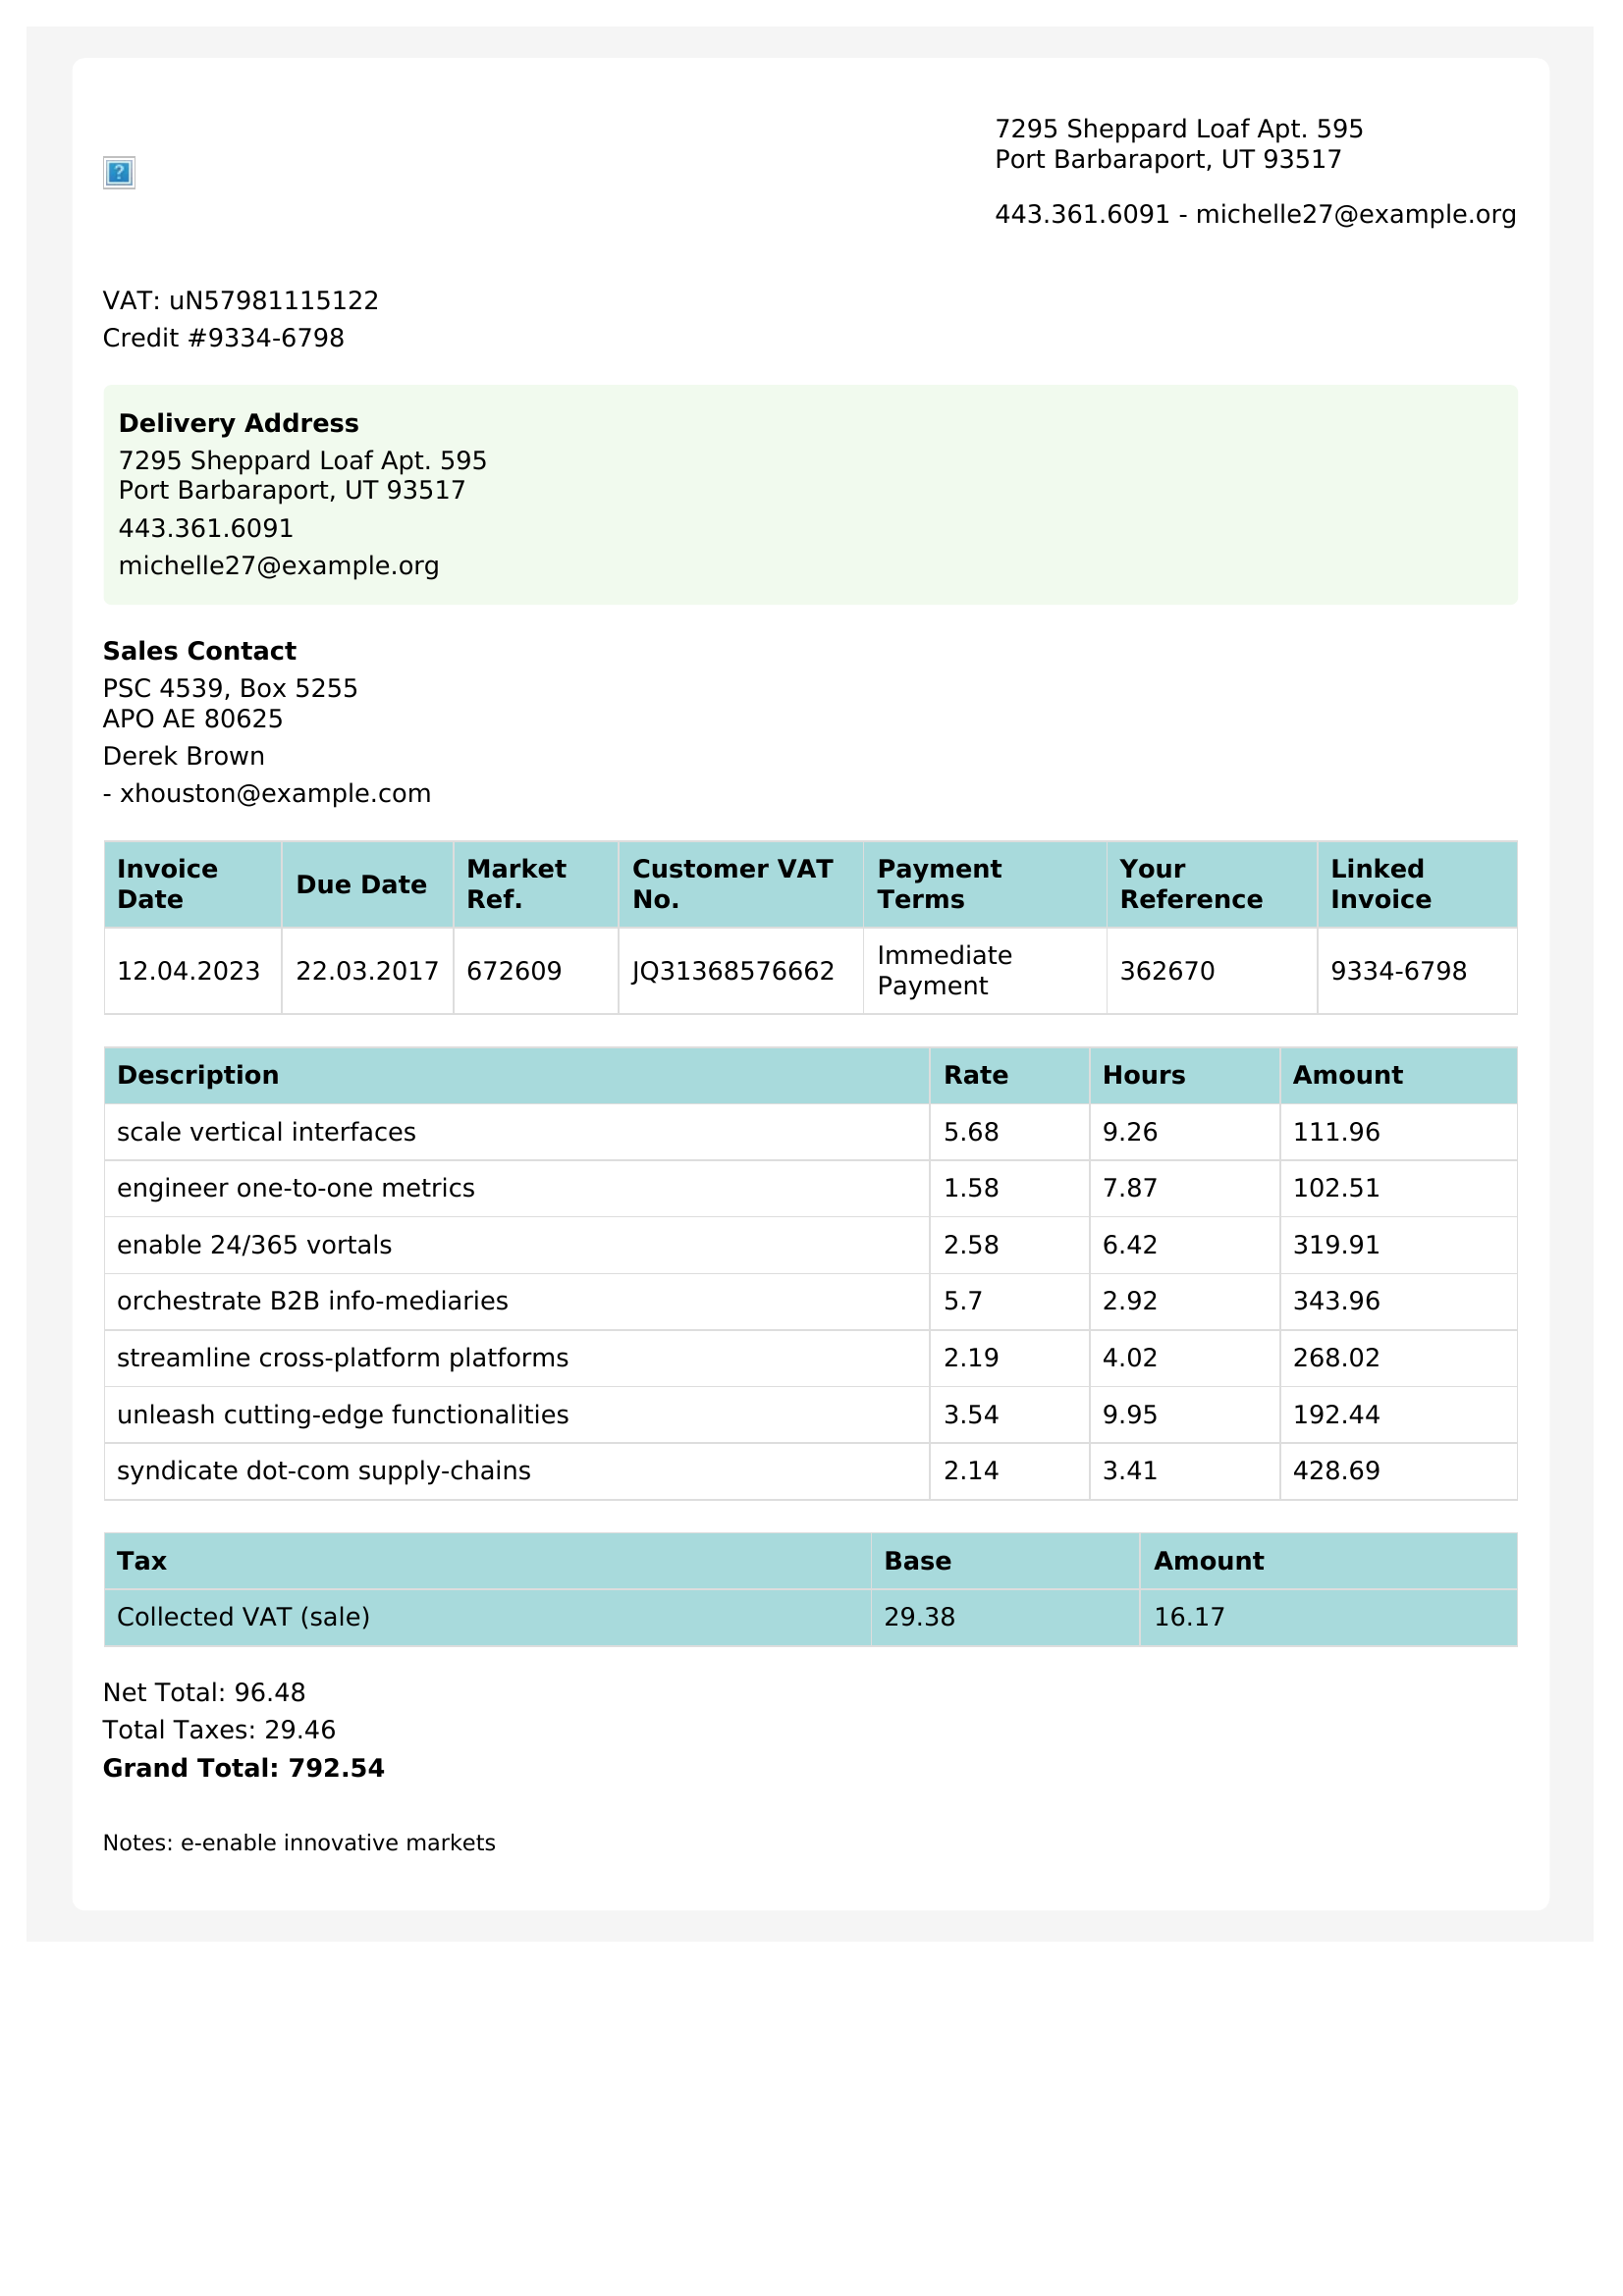 7295 Sheppard Loaf Apt. 595
Port Barbaraport, UT 93517
443.361.6091 - michelle27@example.org
VAT: uN57981115122
Credit #9334-6798
Delivery Address
7295 Sheppard Loaf Apt. 595
Port Barbaraport, UT 93517
443.361.6091
michelle27@example.org
Sales Contact
PSC 4539, Box 5255
APO AE 80625
Derek Brown
- xhouston@example.com
Invoice Date Due Date Market Ref. Customer VAT No. Payment Terms Your Reference Linked Invoice
12.04.2023 22.03.2017 672609 JQ31368576662 Immediate Payment 362670 9334-6798
Description Rate Hours Amount
scale vertical interfaces 5.68 9.26 111.96
engineer one-to-one metrics 1.58 7.87 102.51
enable 24/365 vortals 2.58 6.42 319.91
orchestrate B2B info-mediaries 5.7 2.92 343.96
streamline cross-platform platforms 2.19 4.02 268.02
unleash cutting-edge functionalities 3.54 9.95 192.44
syndicate dot-com supply-chains 2.14 3.41 428.69
Tax Base Amount
Collected VAT (sale) 29.38 16.17
Net Total: 96.48
Total Taxes: 29.46
Grand Total: 792.54
Notes: e-enable innovative markets